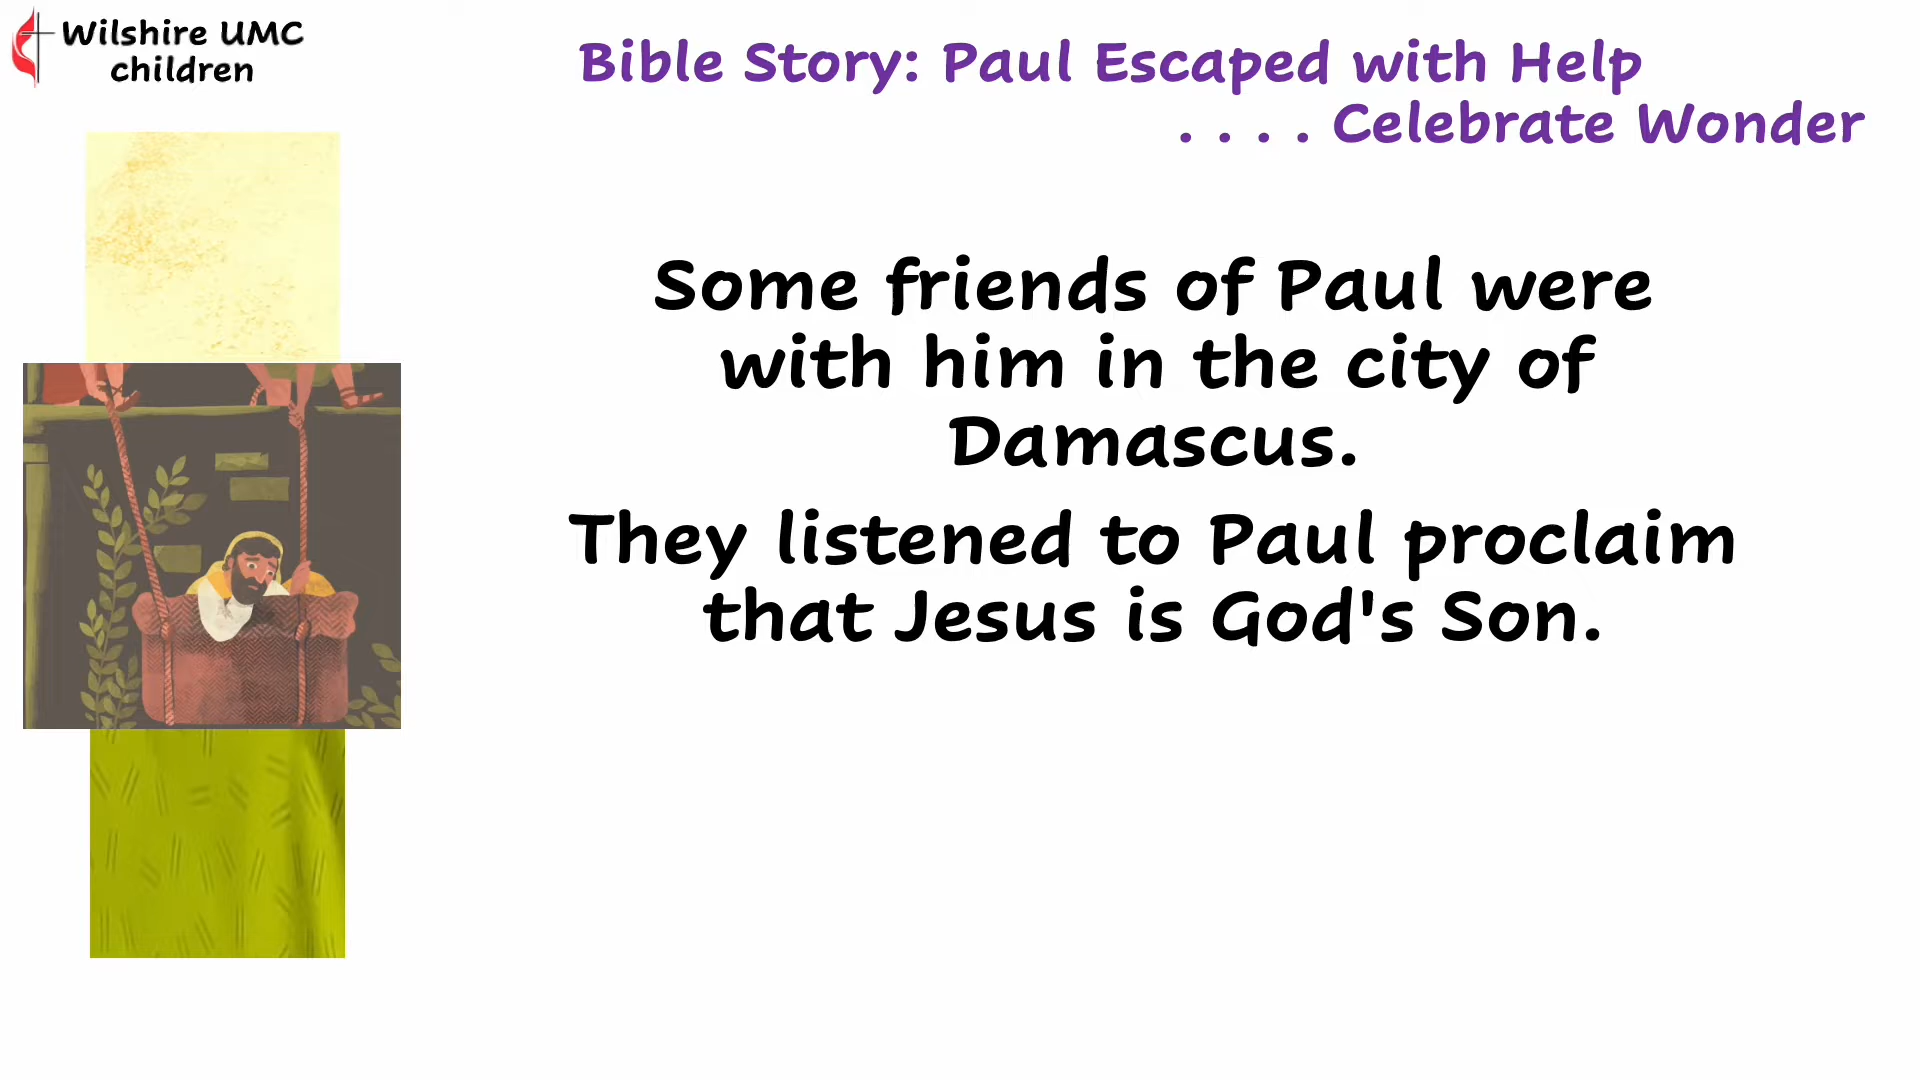 Wilshire UMC
children
Bible Story: Paul Escaped with Help
. . . . Celebrate Wonder
Some friends of Paul were
with him in the city of
Damascus.
They listened to Paul proclaim
that Jesus is God's Son.